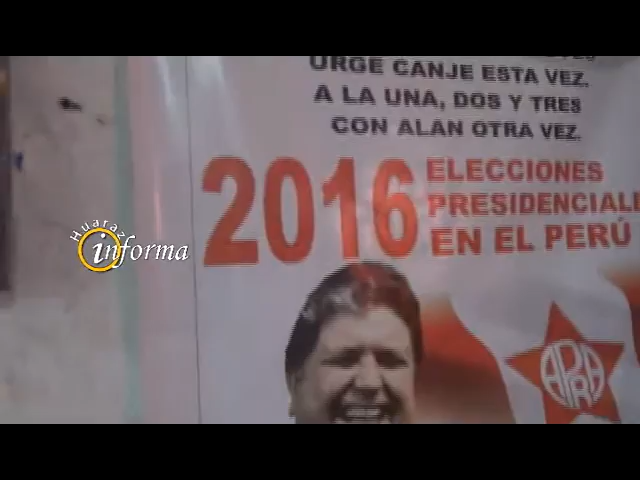 URGE CANJE ESTA VEZ.
A LA UNA, DOS Y TRES
CON ALAN OTRA VEZ.
2016
ELECCIONES
PRESIDENCIALE
EN EL PERÚ
Huaraz
informa
APRA